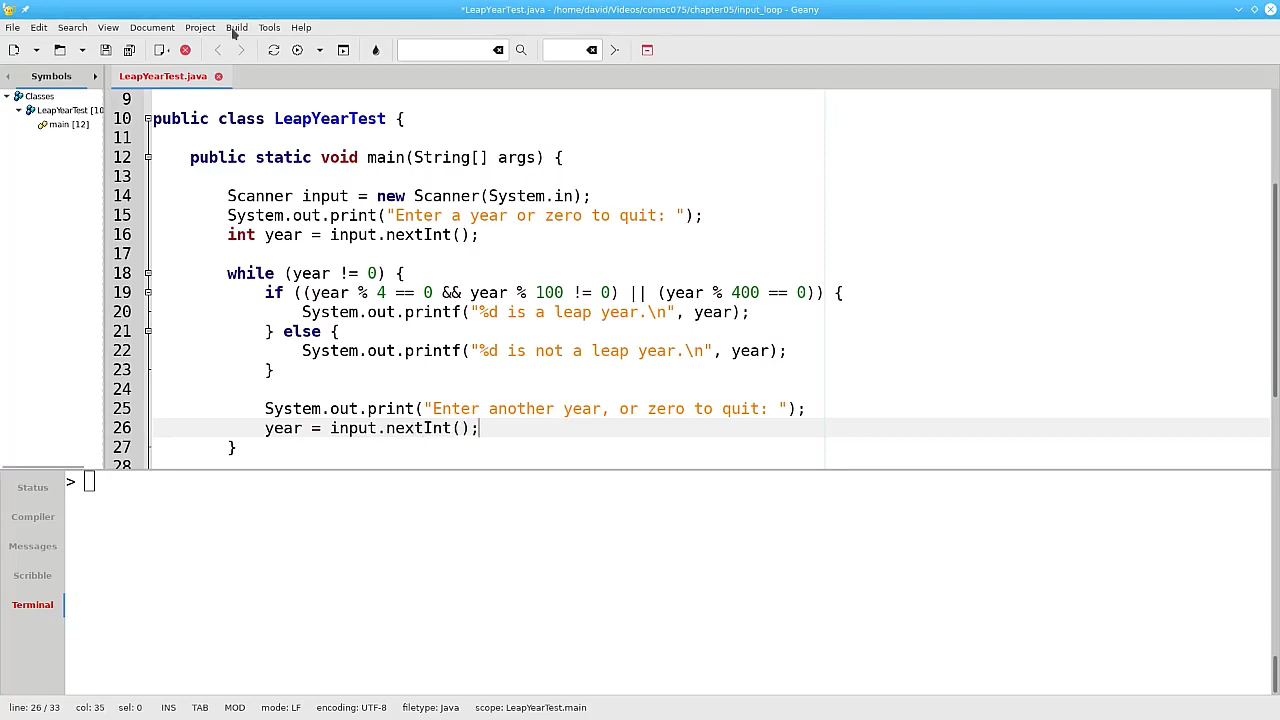 *LeapYearTest.java - /home/david/Videos/comsc075/chapter05/input_loop - Geany
File Edit Search View Document Project Build Tools Help
Symbols
LeapYearTest.java
Classes
LeapYearTest [10
main [12]
9
10 public class LeapYearTest {
11
12 public static void main(String[] args) {
13
14 Scanner input = new Scanner(System.in);
15 System.out.print("Enter a year or zero to quit: ");
16 int year = input.nextInt();
17
18 while (year != 0) {
19 if ((year % 4 == 0 && year % 100 != 0) || (year % 400 == 0)) {
20 System.out.printf("%d is a leap year.\n", year);
21 } else {
22 System.out.printf("%d is not a leap year.\n", year);
23 }
24
25 System.out.print("Enter another year, or zero to quit: ");
26 year = input.nextInt();
27 }
28
>
Status
Compiler
Messages
Scribble
Terminal
line: 26 / 33 col: 35 sel: 0 INS TAB MOD mode: LF encoding: UTF-8 filetype: Java scope: LeapYearTest.main